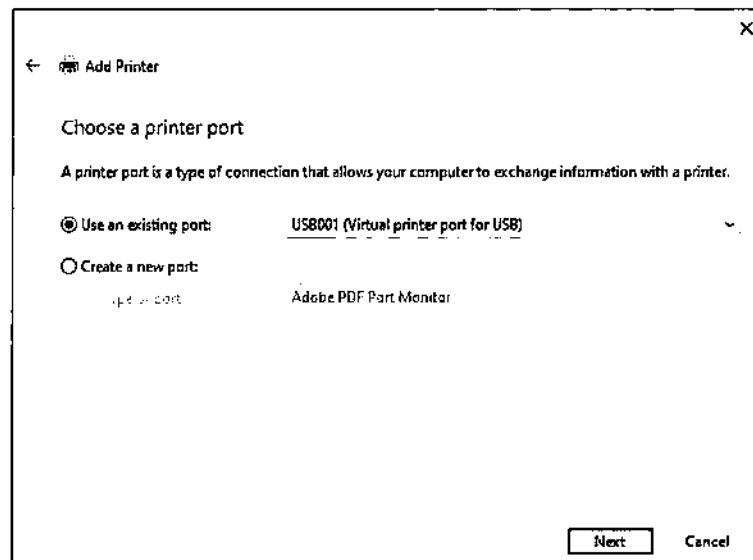 Add Printer
Choose a printer port
A printer port is a type of connection that allows your computer to exchange information with a printer.
Use an existing port: USB001 (Virtual printer port for USB)
Create a new port:
Adobe PDF Port Monitor
Next Cancel